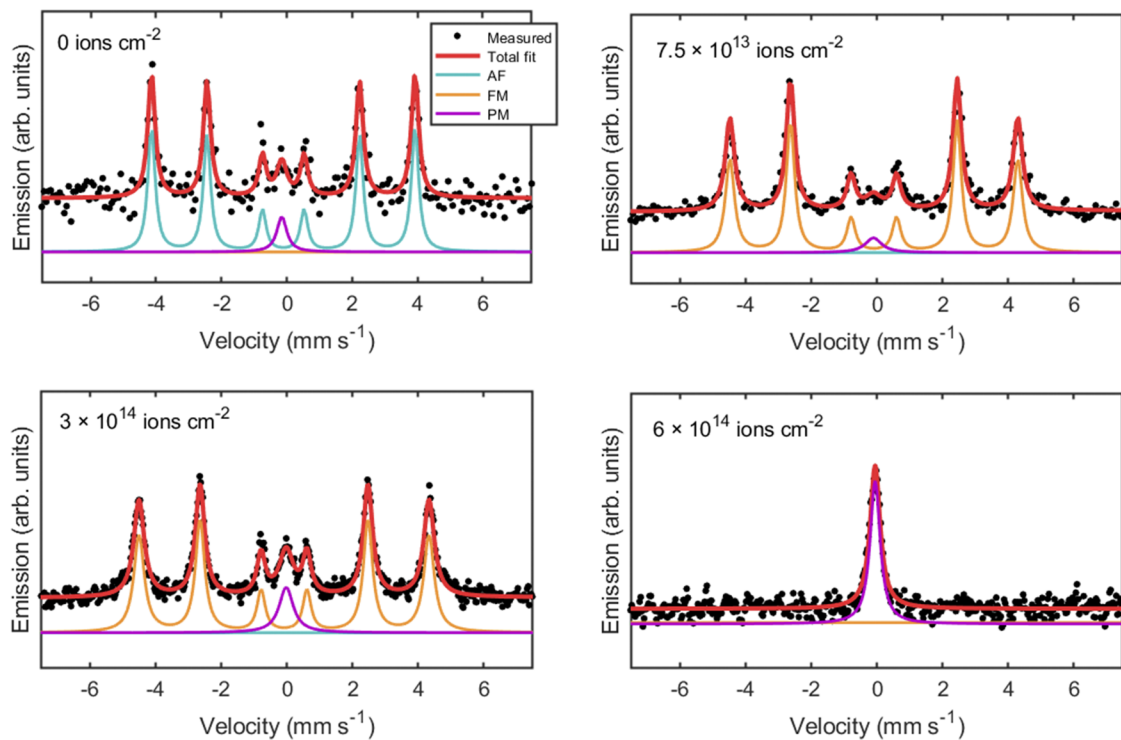 0 ions cm⁻²
Measured
Total fit
AF
FM
PM
Emission (arb. units)
-6 -4 -2 0 2 4 6
Velocity (mm s⁻¹)
7.5 × 10¹³ ions cm⁻²
Emission (arb. units)
-6 -4 -2 0 2 4 6
Velocity (mm s⁻¹)
3 × 10¹⁴ ions cm⁻²
Emission (arb. units)
-6 -4 -2 0 2 4 6
Velocity (mm s⁻¹)
6 × 10¹⁴ ions cm⁻²
Emission (arb. units)
-6 -4 -2 0 2 4 6
Velocity (mm s⁻¹)